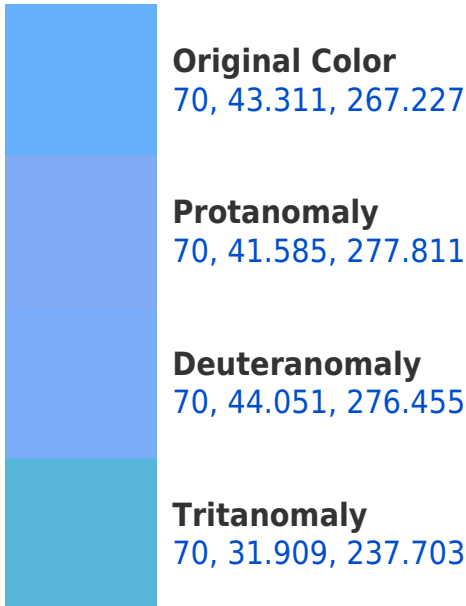 Original Color
70, 43.311, 267.227
Protanomaly
70, 41.585, 277.811
Deuteranomaly
70, 44.051, 276.455
Tritanomaly
70, 31.909, 237.703